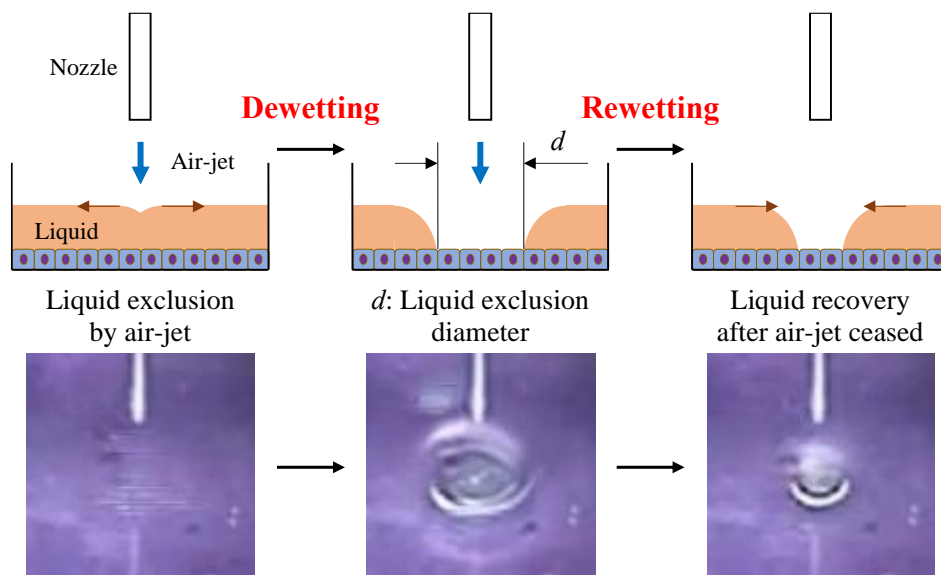 Nozzle
Dewetting
Rewetting
d
Air-jet
Liquid
Liquid exclusion
by air-jet
d: Liquid exclusion
diameter
Liquid recovery
after air-jet ceased